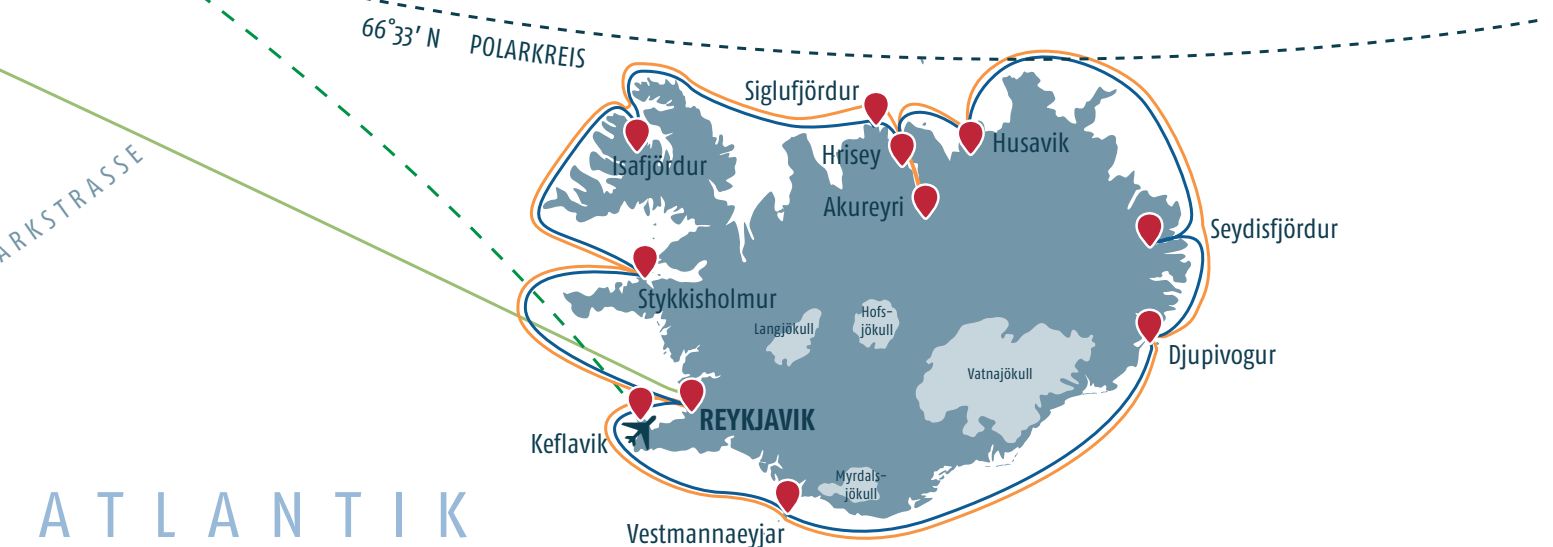 66°33' N POLARKREIS
ARKSTRASSE
Siglufjördur
Husavik
Hrisey
Isafjördur
Akureyri
Seydisfjördur
Stykkisholmur
Langjökull
Hofs-
jökull
Djupivogur
Vatnajökull
REYKJAVIK
Keflavik
Myrdals-
jökull
ATLANTIK
Vestmannaeyjar